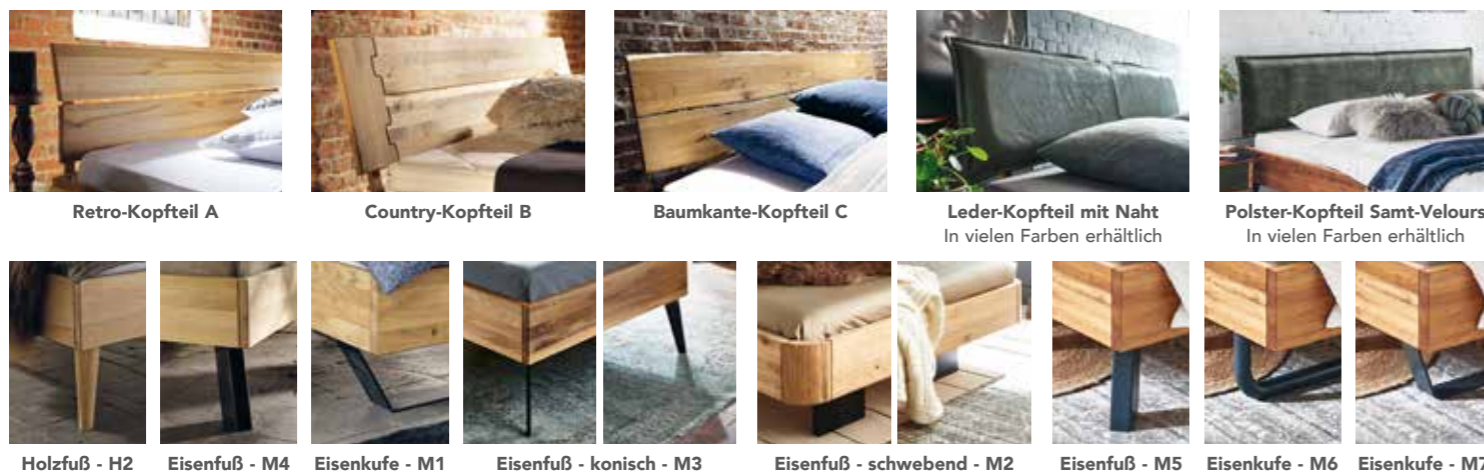 Retro-Kopfteil A
Country-Kopfteil B
Baumkante-Kopfteil C
Leder-Kopfteil mit Naht
In vielen Farben erhältlich
Polster-Kopfteil Samt-Velours
In vielen Farben erhältlich
Holzfuß - H2
Eisenfuß - M4
Eisenkufe - M1
Eisenfuß - konisch - M3
Eisenfuß - schwebend - M2
Eisenfuß - M5
Eisenkufe - M6
Eisenkufe - M7